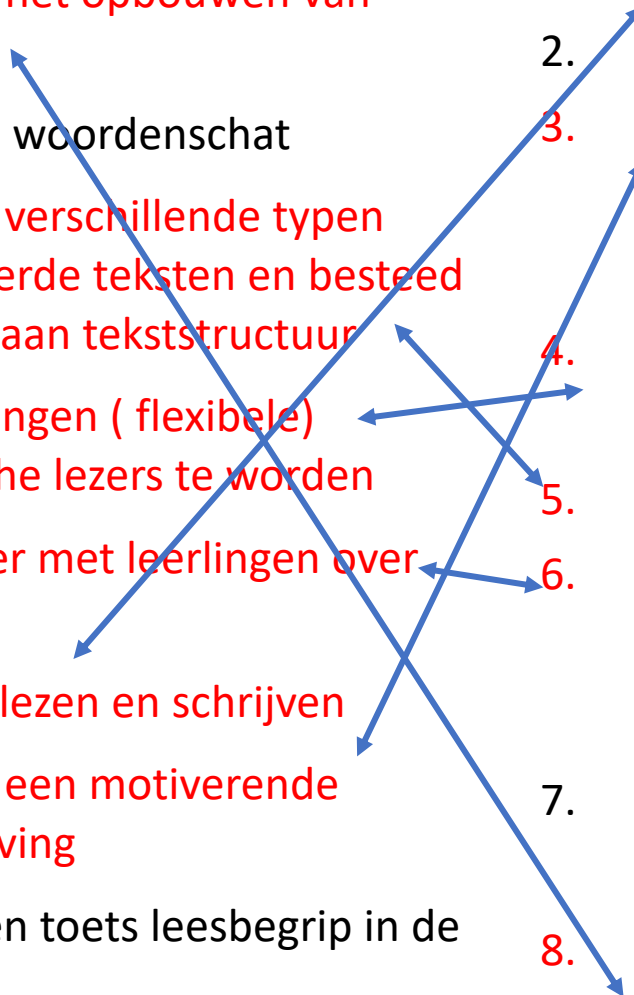 met opbouwen van
woordenschat
verschillende typen
erde teksten en besteed
aan tekststructuur
ngen ( flexibele)
he lezers te worden
er met leerlingen over
lezen en schrijven
een motiverende
ving
en toets leesbegrip in de
2.
3.
4.
5.
6.
7.
8.